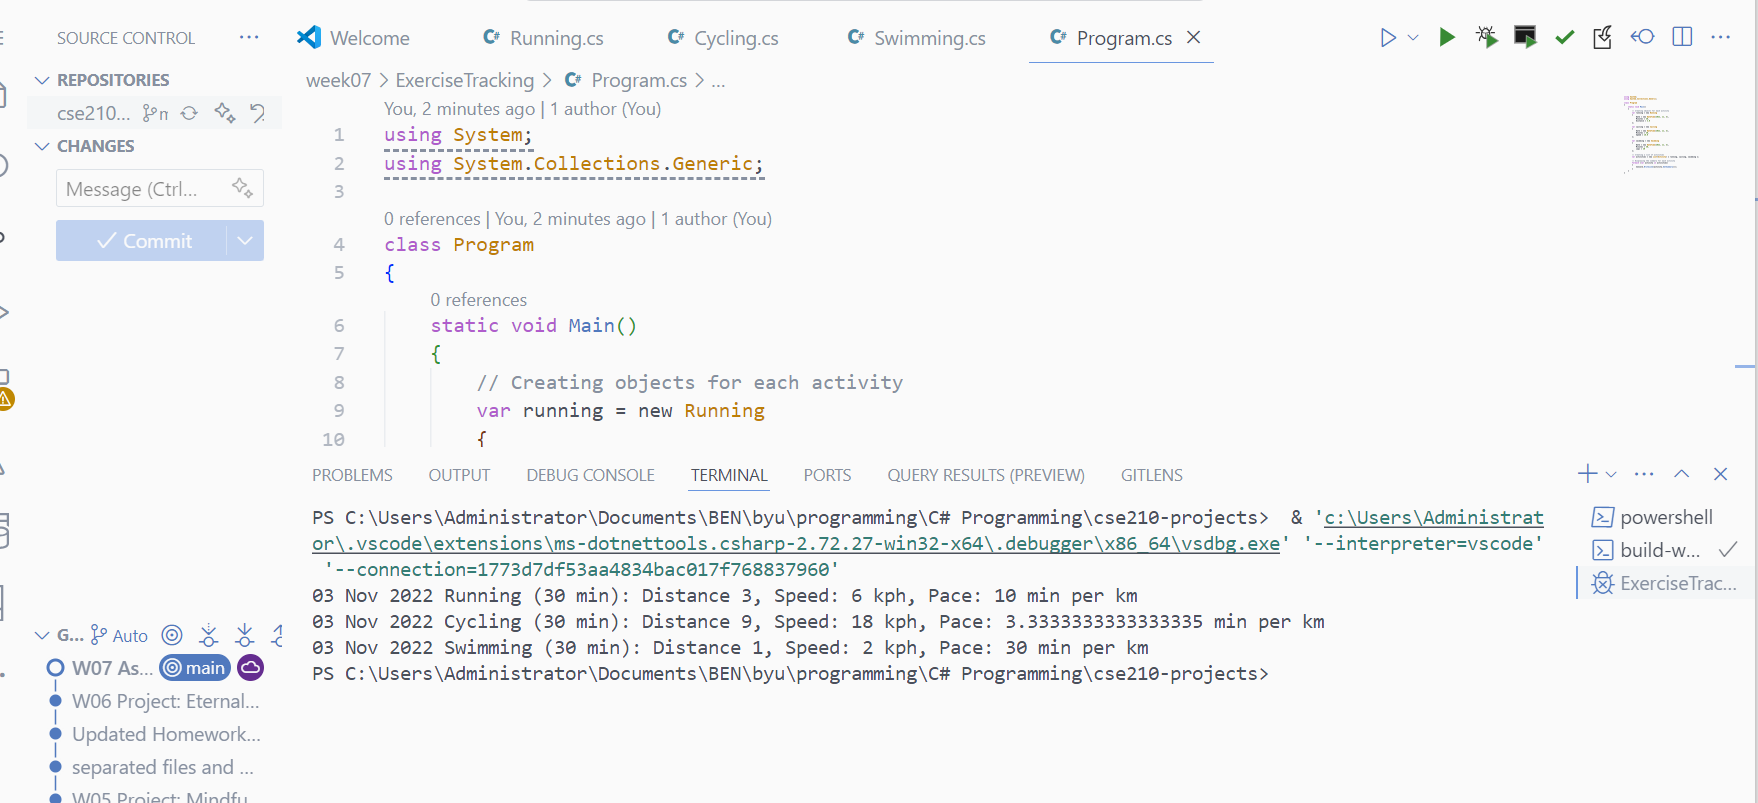 SOURCE CONTROL ...
REPOSITORIES
cse210...
CHANGES
Message (Ctrl...
Commit
G... Auto
W07 As... main
W06 Project: Eternal...
Updated Homework...
separated files and ...
W05 Project: Mindfu
Welcome Running.cs Cycling.cs Swimming.cs Program.cs
week07 > ExerciseTracking > Program.cs > ...
You, 2 minutes ago | 1 author (You)
1 using System;
2 using System.Collections.Generic;
3
0 references | You, 2 minutes ago | 1 author (You)
4 class Program
5 {
0 references
6 static void Main()
7 {
8 // Creating objects for each activity
9 var running = new Running
10 {
PROBLEMS OUTPUT DEBUG CONSOLE TERMINAL PORTS QUERY RESULTS (PREVIEW) GITLENS
PS C:\Users\Administrator\Documents\BEN\byu\programming\C# Programming\cse210-projects> & 'c:\Users\Administrat
or\.vscode\extensions\ms-dotnettools.csharp-2.72.27-win32-x64\.debugger\x86_64\vsdbg.exe' '--interpreter=vscode'
'--connection=1773d7df53aa4834bac017f768837960'
03 Nov 2022 Running (30 min): Distance 3, Speed: 6 kph, Pace: 10 min per km
03 Nov 2022 Cycling (30 min): Distance 9, Speed: 18 kph, Pace: 3.3333333333333335 min per km
03 Nov 2022 Swimming (30 min): Distance 1, Speed: 2 kph, Pace: 30 min per km
PS C:\Users\Administrator\Documents\BEN\byu\programming\C# Programming\cse210-projects>
powershell
build-w...
ExerciseTrac...